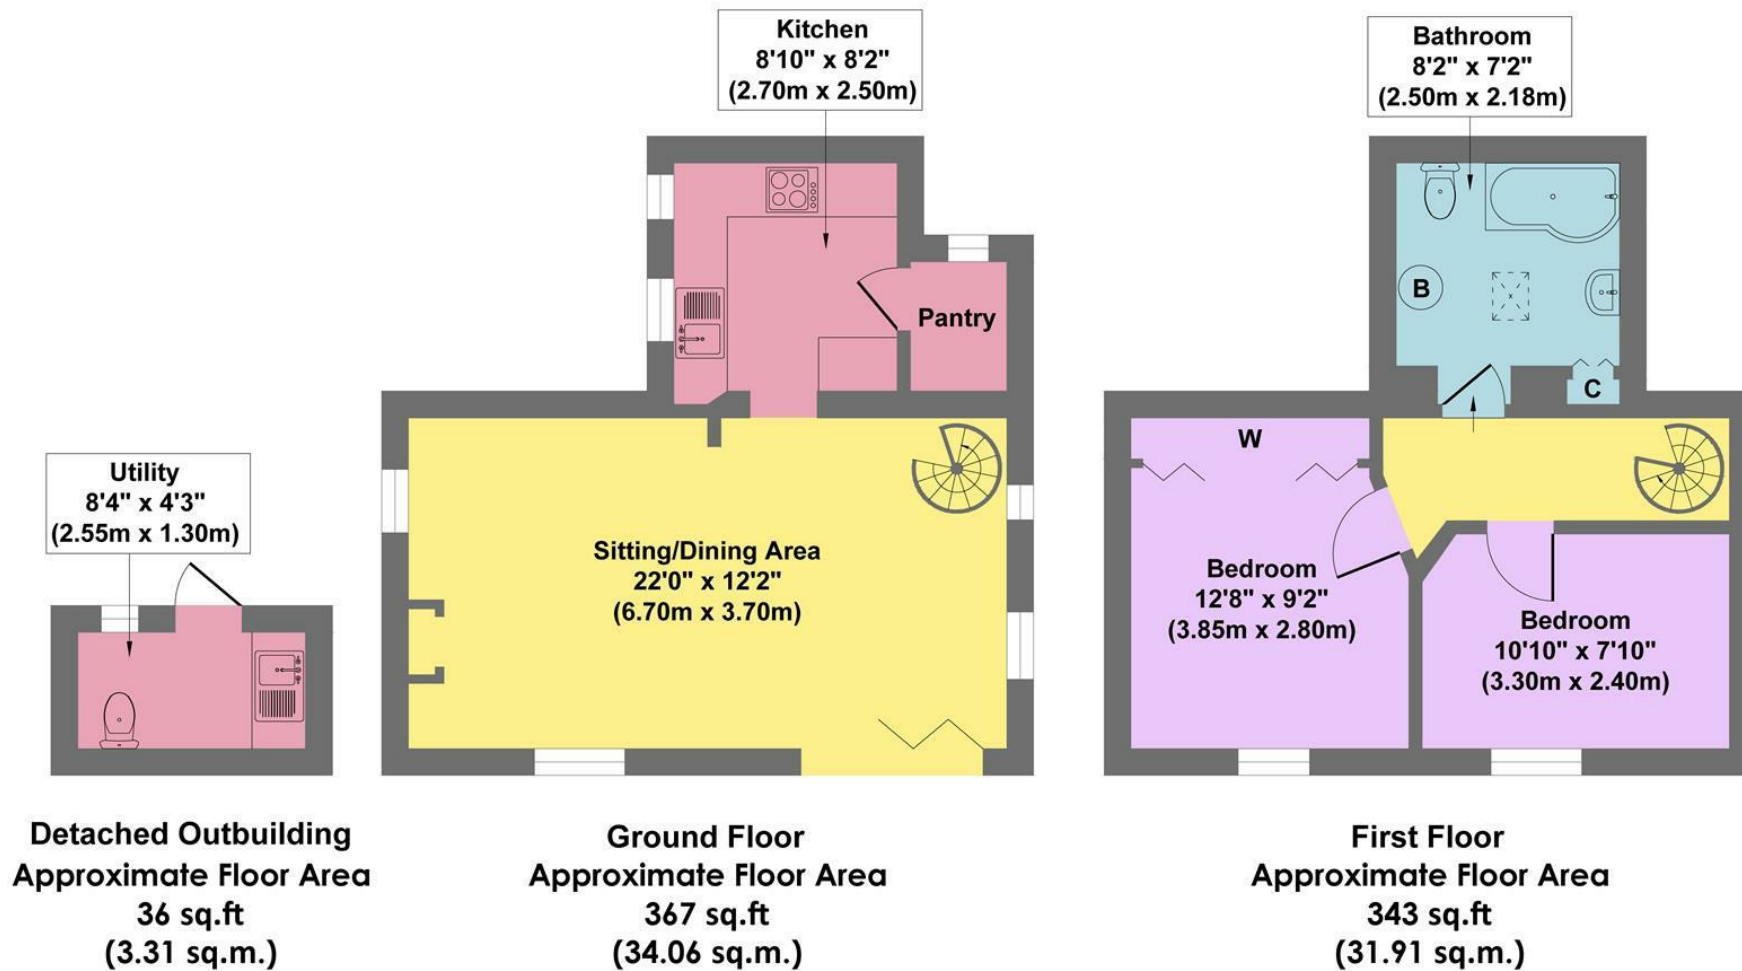 Kitchen
8'10" x 8'2"
(2.70m x 2.50m)
Bathroom
8'2" x 7'2"
(2.50m x 2.18m)
Pantry
B
C
W
Utility
8'4" x 4'3"
(2.55m x 1.30m)
Sitting/Dining Area
22'0" x 12'2"
(6.70m x 3.70m)
Bedroom
12'8" x 9'2"
(3.85m x 2.80m)
Bedroom
10'10" x 7'10"
(3.30m x 2.40m)
Detached Outbuilding
Approximate Floor Area
36 sq.ft
(3.31 sq.m.)
Ground Floor
Approximate Floor Area
367 sq.ft
(34.06 sq.m.)
First Floor
Approximate Floor Area
343 sq.ft
(31.91 sq.m.)